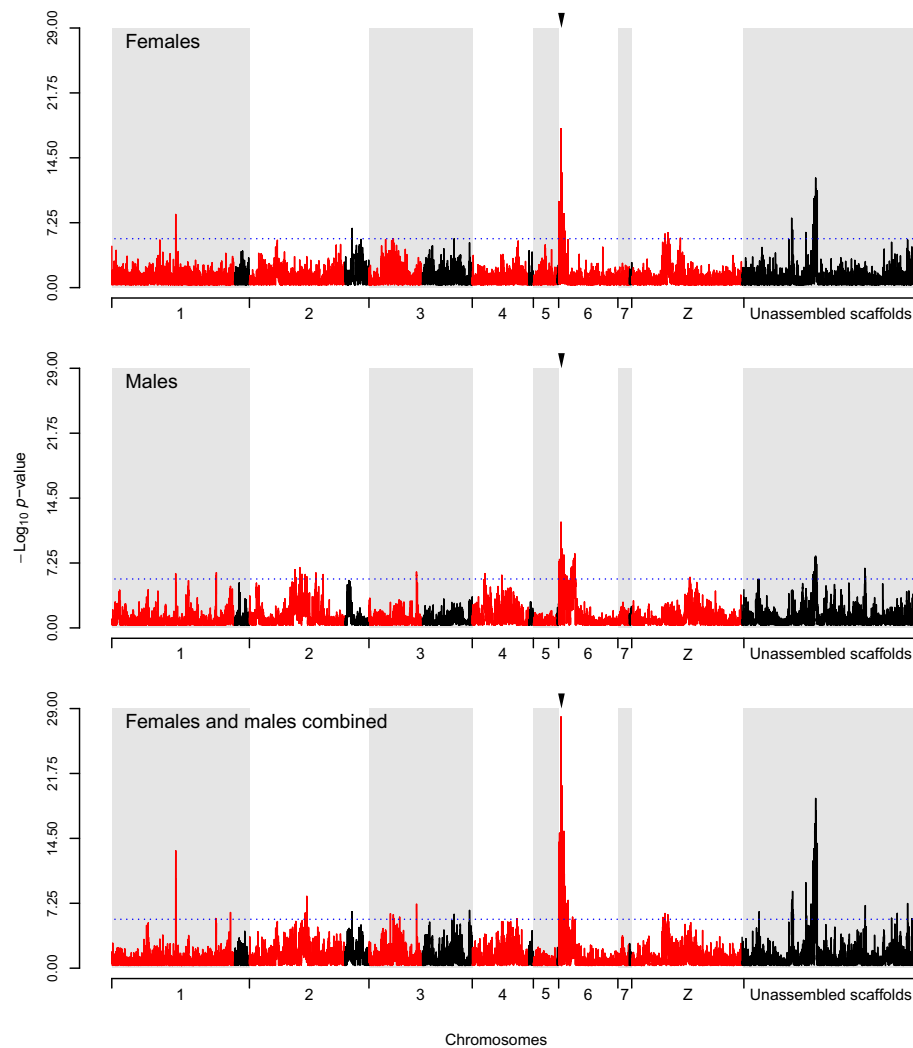 Females
29.00
21.75
14.50
7.25
0.00
1 2 3 4 5 6 7 Z Unassembled scaffolds
Males
29.00
21.75
14.50
7.25
0.00
−Log10 p−value
1 2 3 4 5 6 7 Z Unassembled scaffolds
Females and males combined
29.00
21.75
14.50
7.25
0.00
1 2 3 4 5 6 7 Z Unassembled scaffolds
Chromosomes